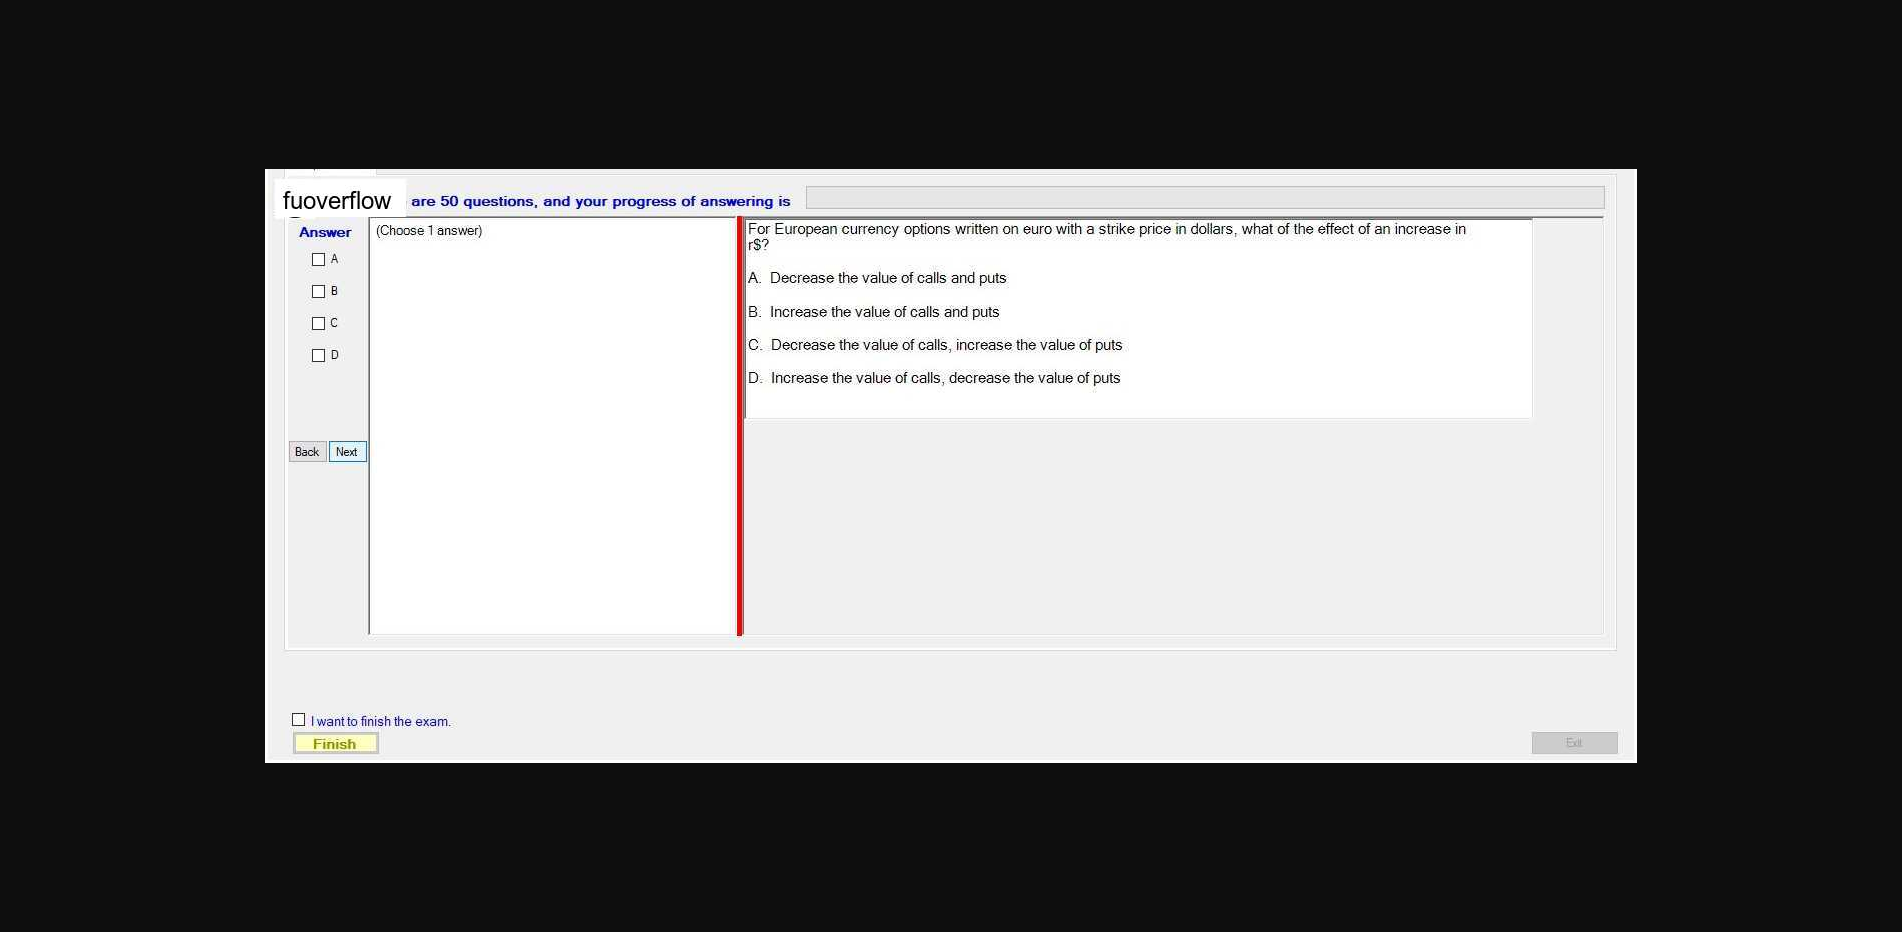 fuoverflow are 50 questions, and your progress of answering is
Answer
A
B
C
D
Back Next
(Choose 1 answer)
For European currency options written on euro with a strike price in dollars, what of the effect of an increase in
r$?
A. Decrease the value of calls and puts
B. Increase the value of calls and puts
C. Decrease the value of calls, increase the value of puts
D. Increase the value of calls, decrease the value of puts
I want to finish the exam.
Finish
Exit